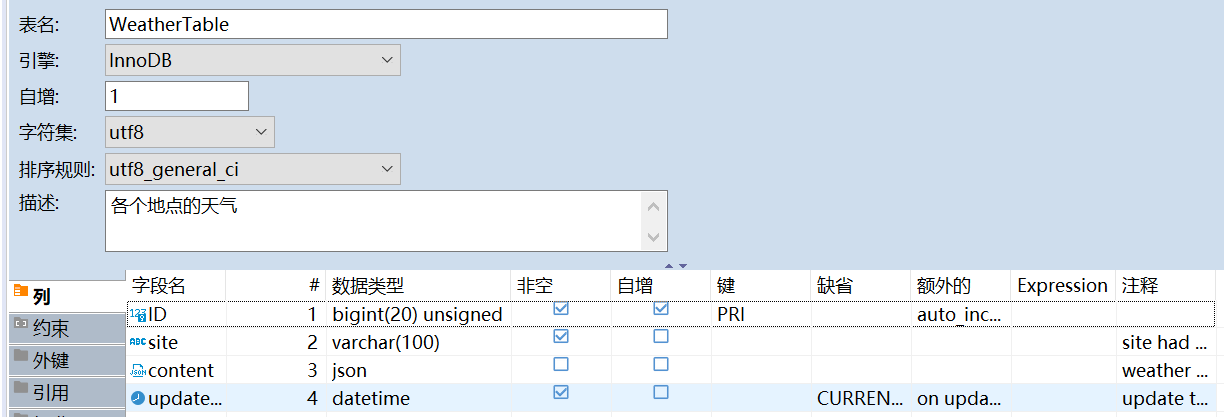 表名: WeatherTable
引擎: InnoDB
自增: 1
字符集: utf8
排序规则: utf8_general_ci
描述: 各个地点的天气
列
约束
外键
引用
字段名 # 数据类型 非空 自增 键 缺省 额外的 Expression 注释
123 ID 1 bigint(20) unsigned PRI auto_inc...
ABC site 2 varchar(100) site had ...
JSON content 3 json weather ...
update... 4 datetime CURREN... on upda... update t...